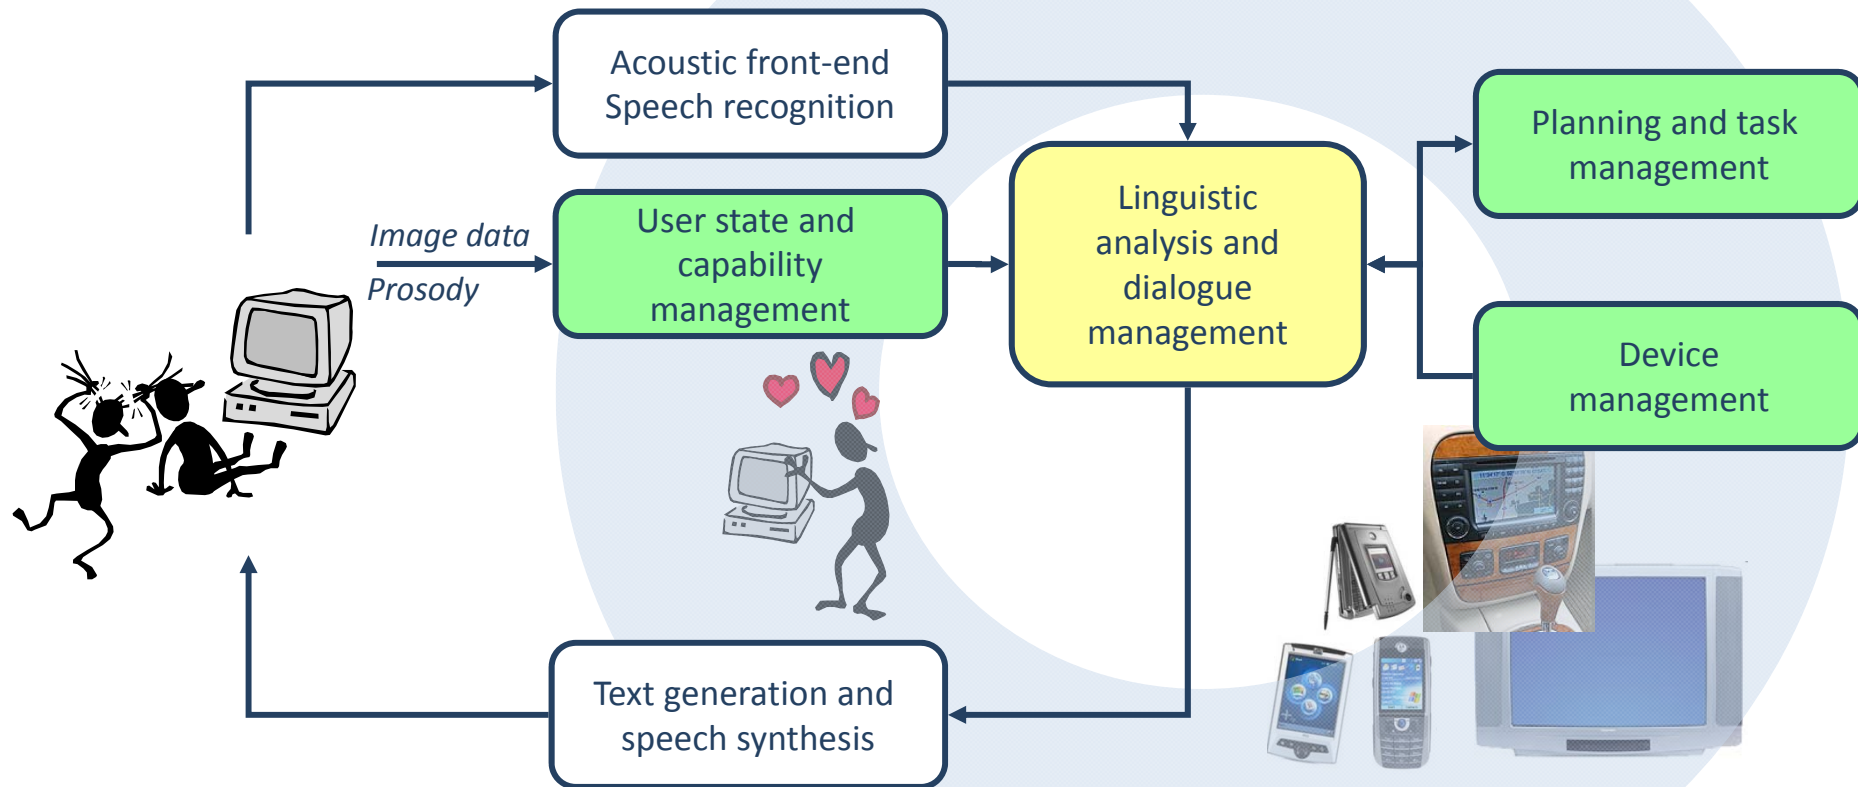 Acoustic front-end
Speech recognition
Planning and task
management
Linguistic
analysis and
dialogue
management
Image data
Prosody
User state and
capability
management
Device
management
Text generation and
speech synthesis